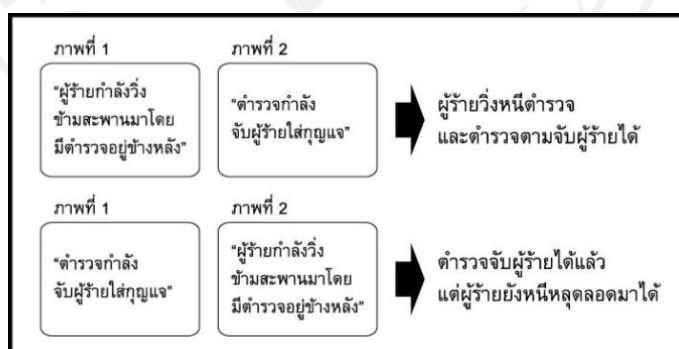 ภาพที่ 1
ภาพที่ 2
“ผู้ร้ายกำลังวิ่ง
ข้ามสะพานมาโดย
มีตำรวจอยู่ข้างหลัง”
“ตำรวจกำลัง
จับผู้ร้ายใส่กุญแจ”
ผู้ร้ายวิ่งหนีตำรวจ
และตำรวจตามจับผู้ร้ายได้
ภาพที่ 1
ภาพที่ 2
“ตำรวจกำลัง
จับผู้ร้ายใส่กุญแจ”
“ผู้ร้ายกำลังวิ่ง
ข้ามสะพานมาโดย
มีตำรวจอยู่ข้างหลัง”
ตำรวจจับผู้ร้ายได้แล้ว
แต่ผู้ร้ายยังหนีหลุดลอดมาได้